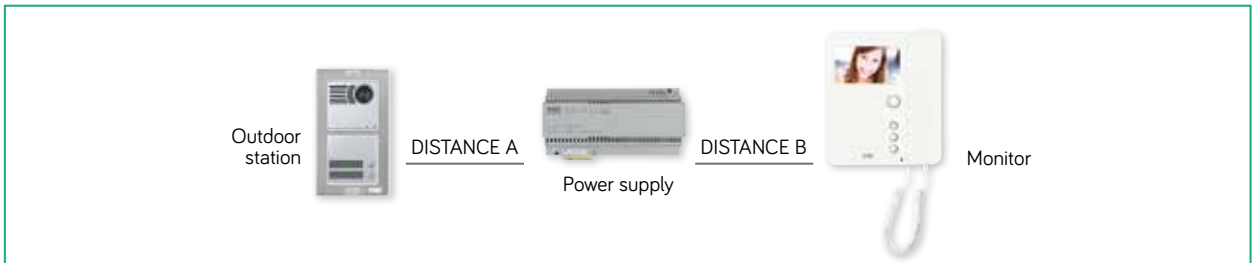 Outdoor
station
DISTANCE A
Power supply
DISTANCE B
Monitor